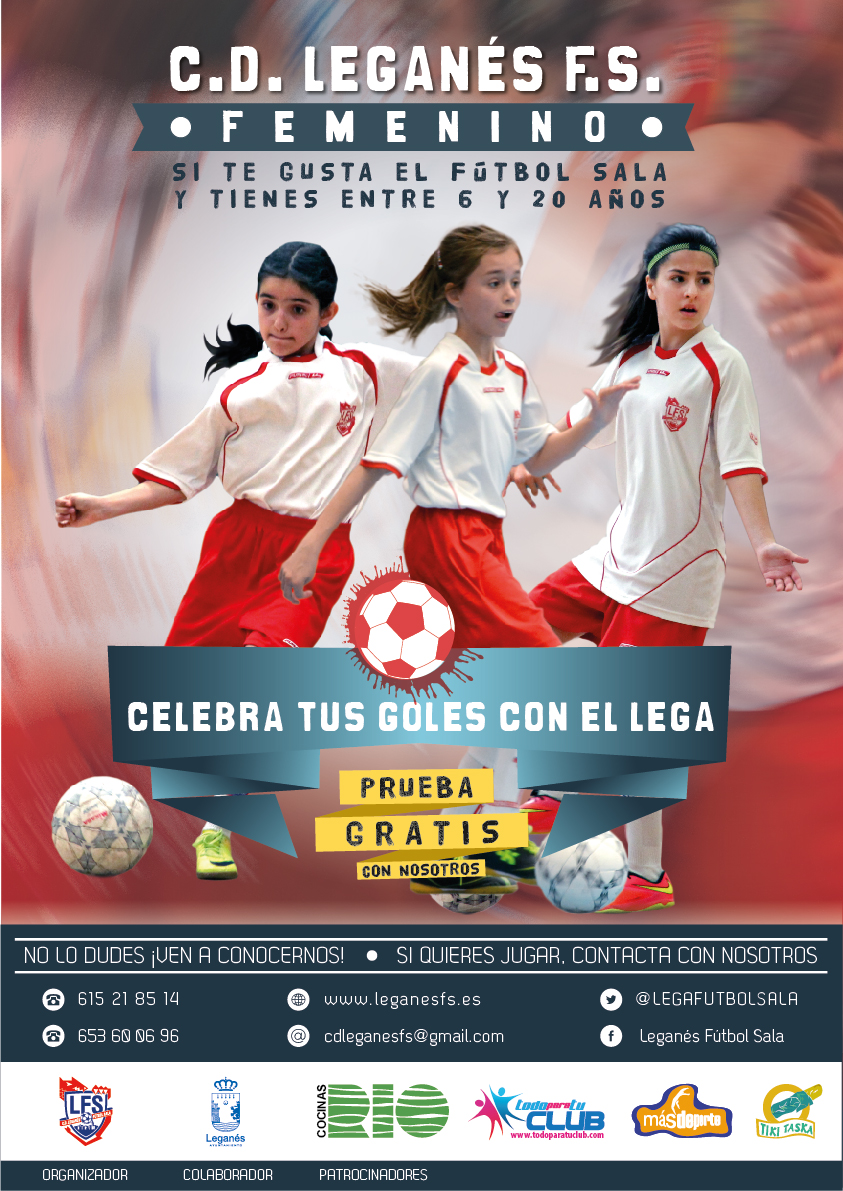 C.D. LEGANÉS F.S.
• FEMENINO •
SI TE GUSTA EL FÚTBOL SALA
Y TIENES ENTRE 6 Y 20 AÑOS
LFS
LFS
CELEBRA TUS GOLES CON EL LEGA
PRUEBA
GRATIS
CON NOSOTROS
NO LO DUDES ¡VEN A CONOCERNOS! • SI QUIERES JUGAR, CONTACTA CON NOSOTROS
615 21 85 14
www.leganesfs.es
@LEGAFUTBOLSALA
653 60 06 96
cdleganesfs@gmail.com
Leganés Fútbol Sala
LFS
Leganés
AYUNTAMIENTO
COCINAS
RIO
todoparatu
CLUB
www.todoparatuclub.com
másdeporte
TIKI TASKA
ORGANIZADOR
COLABORADOR
PATROCINADORES